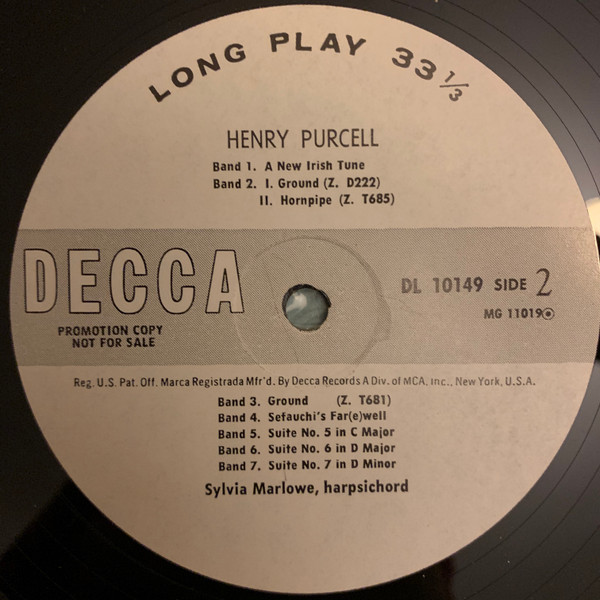 LONG PLAY 33 1/3
HENRY PURCELL
Band 1. A New Irish Tune
Band 2. I. Ground (Z. D222)
II. Hornpipe (Z. T685)
DECCA
DL 10149 SIDE 2
MG 11019
PROMOTION COPY
NOT FOR SALE
Reg. U.S. Pat. Off. Marca Registrada Mfr'd. By Decca Records A Div. of MCA, Inc., New York, U.S.A.
Band 3. Ground (Z. T681)
Band 4. Sefauchi's Far(e)well
Band 5. Suite No. 5 in C Major
Band 6. Suite No. 6 in D Major
Band 7. Suite No. 7 in D Minor
Sylvia Marlowe, harpsichord